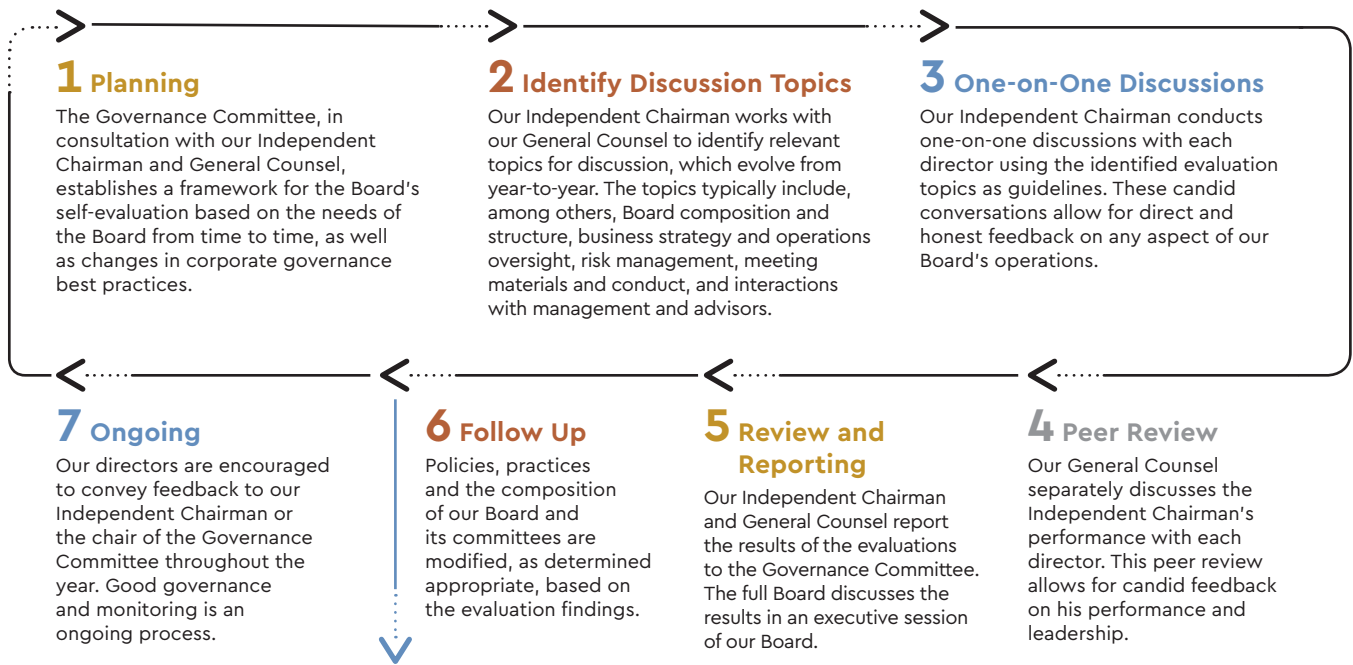 1 Planning
The Governance Committee, in
consultation with our Independent
Chairman and General Counsel,
establishes a framework for the Board's
self-evaluation based on the needs of
the Board from time to time, as well
as changes in corporate governance
best practices.
2 Identify Discussion Topics
Our Independent Chairman works with
our General Counsel to identify relevant
topics for discussion, which evolve from
year-to-year. The topics typically include,
among others, Board composition and
structure, business strategy and operations
oversight, risk management, meeting
materials and conduct, and interactions
with management and advisors.
3 One-on-One Discussions
Our Independent Chairman conducts
one-on-one discussions with each
director using the identified evaluation
topics as guidelines. These candid
conversations allow for direct and
honest feedback on any aspect of our
Board's operations.
4 Peer Review
Our General Counsel
separately discusses the
Independent Chairman's
performance with each
director. This peer review
allows for candid feedback
on his performance and
leadership.
5 Review and
Reporting
Our Independent Chairman
and General Counsel report
the results of the evaluations
to the Governance Committee.
The full Board discusses the
results in an executive session
of our Board.
6 Follow Up
Policies, practices
and the composition
of our Board and
its committees are
modified, as determined
appropriate, based on
the evaluation findings.
7 Ongoing
Our directors are encouraged
to convey feedback to our
Independent Chairman or
the chair of the Governance
Committee throughout the
year. Good governance
and monitoring is an
ongoing process.